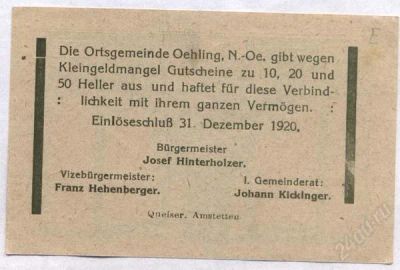 E
Die Ortsgemeinde Oehling, N.-Oe. gibt wegen
Kleingeldmangel Gutscheine zu 10, 20 und
50 Heller aus und haftet für diese Verbind-
: lichkeit mit ihrem ganzen Vermögen. :
Einlöseschluß 31. Dezember 1920.
Bürgermeister
Josef Hinterholzer.
Vizebürgermeister: I. Gemeinderat:
Franz Hehenberger. Johann Kickinger.
Queiser, Amstetten
24au.ru